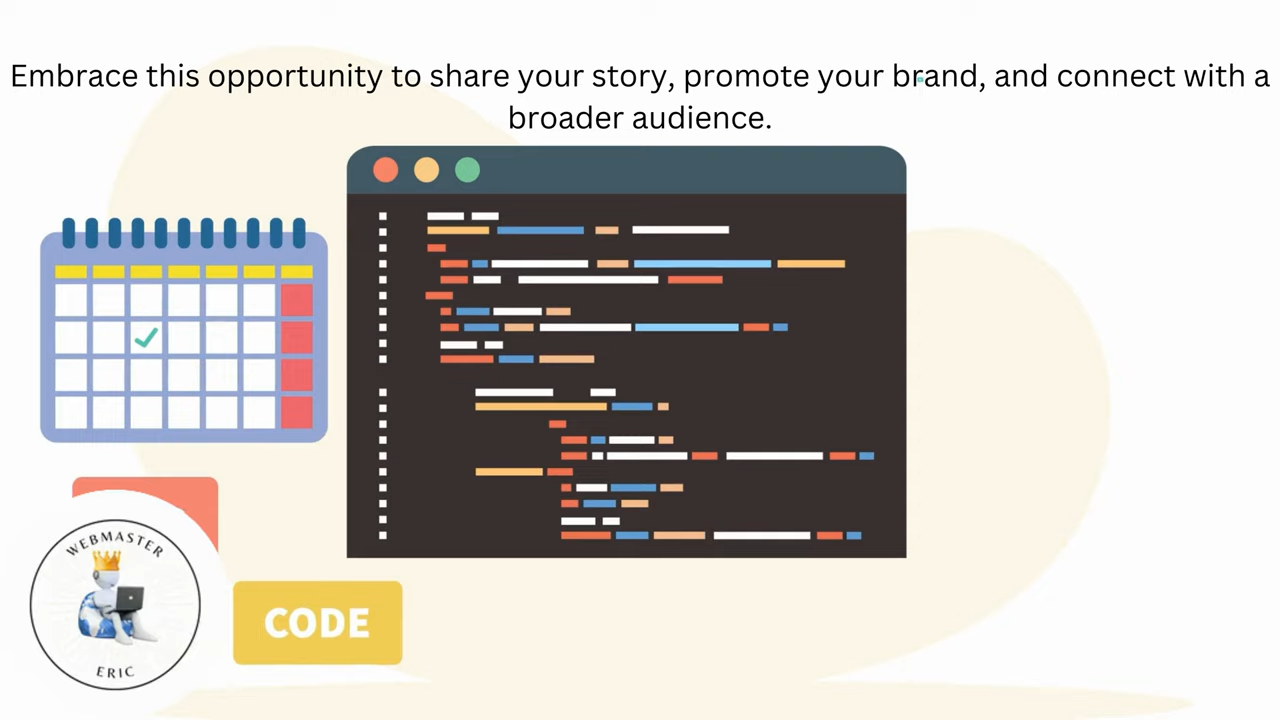 Embrace this opportunity to share your story, promote your brand, and connect with a
broader audience.
WEBMASTER
ERIC
CODE